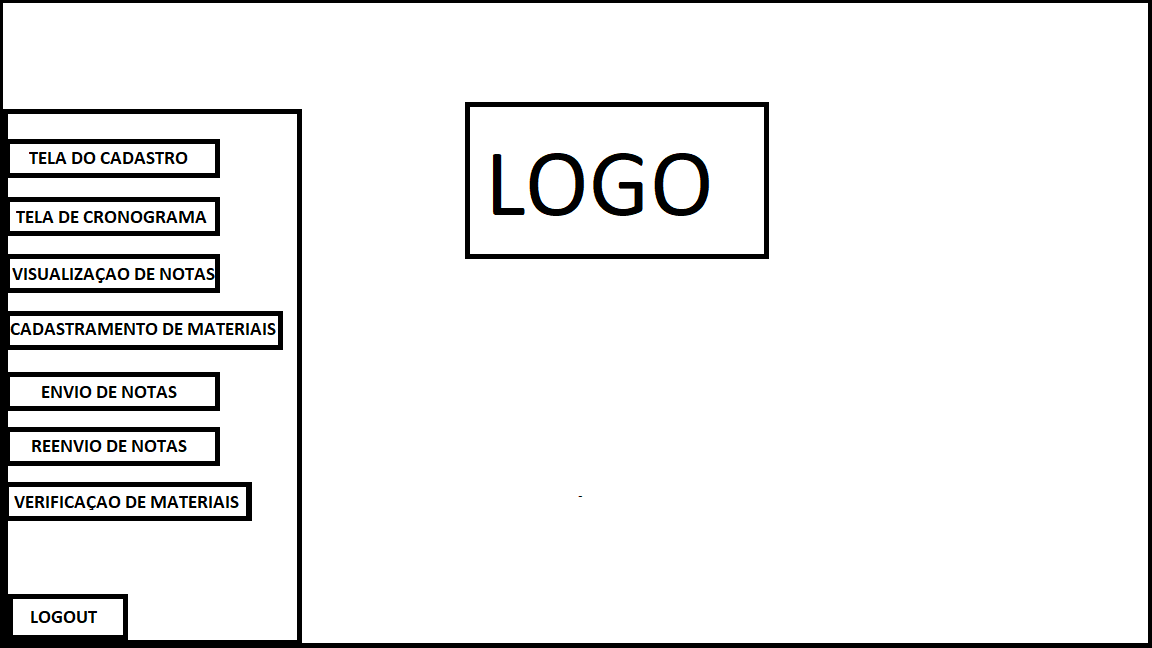 LOGO
TELA DO CADASTRO
TELA DE CRONOGRAMA
VISUALIZAÇAO DE NOTAS
CADASTRAMENTO DE MATERIAIS
ENVIO DE NOTAS
REENVIO DE NOTAS
VERIFICAÇAO DE MATERIAIS
-
LOGOUT